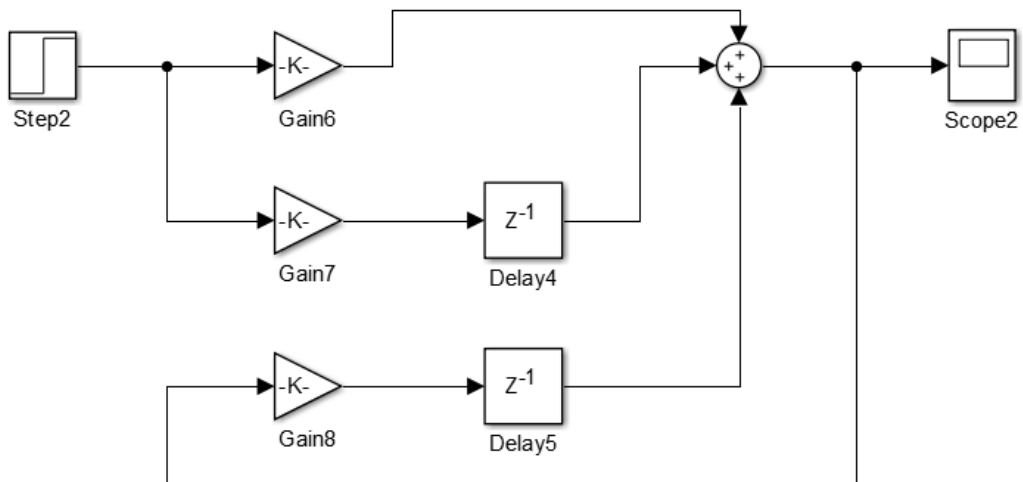 -K-
Step2
Gain6
Scope2
-K-
Z-1
Gain7
Delay4
-K-
Z-1
Gain8
Delay5
+
+
+